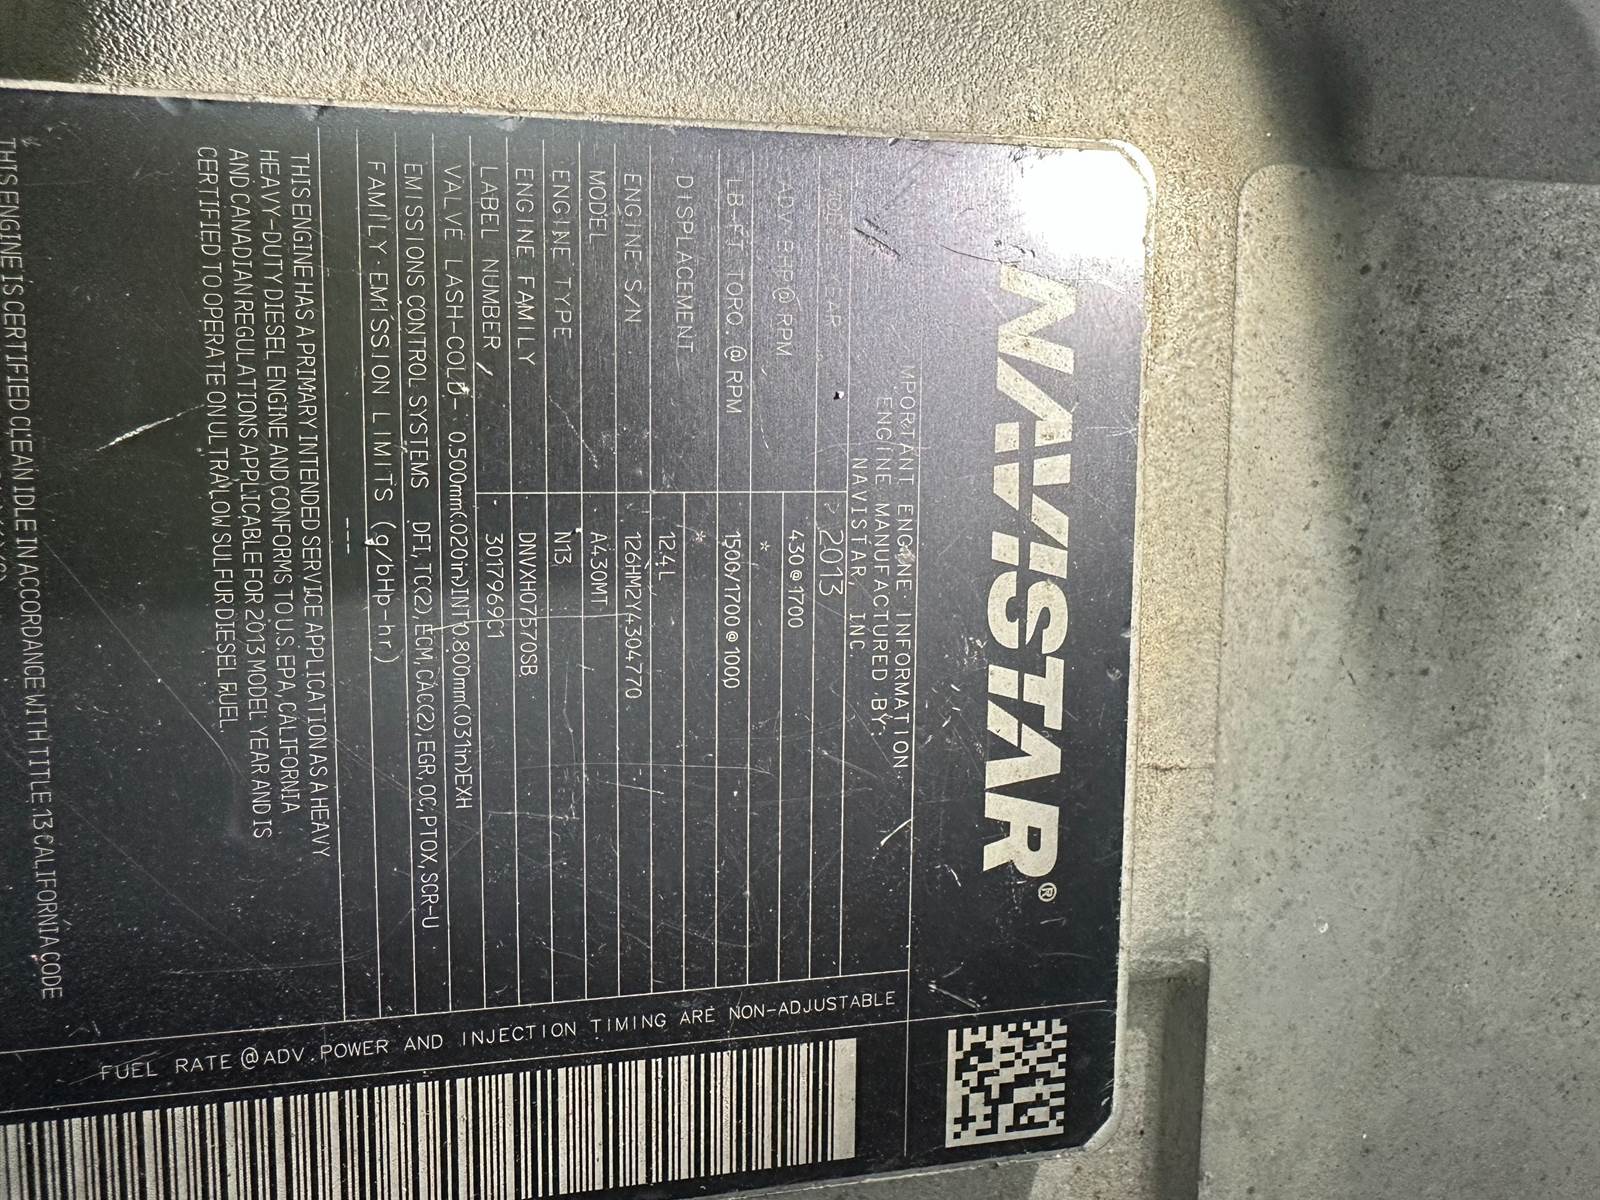 NAVISTAR®
IMPORTANT ENGINE INFORMATION
ENGINE MANUFACTURED BY:
NAVISTAR, INC.
MODEL YEAR 2013
ADV BHP@ RPM 430@1700
*
LB-FT TORQ. @ RPM 1500/1700@1000
*
DISPLACEMENT 12.4L
ENGINE S/N 126HM2Y4304770
MODEL A430MT
ENGINE TYPE N13
ENGINE FAMILY DNVXH07570SB
LABEL NUMBER 3017969C1
VALVE LASH-COLD- 0.500mm(.020in)INT0.800mm(.031in)EXH
EMISSIONS CONTROL SYSTEMS DFI,TC(2),ECM,CAC(2),EGR,OC,PTOX,SCR-U
FAMILY EMISSION LIMITS (g/bHp-hr)
---
THIS ENGINE HAS A PRIMARY INTENDED SERVICE APPLICATION AS A HEAVY
HEAVY-DUTY DIESEL ENGINE AND CONFORMS TO U.S. EPA, CALIFORNIA
AND CANADIAN REGULATIONS APPLICABLE FOR 2013 MODEL YEAR AND IS
CERTIFIED TO OPERATE ON ULTRA LOW SULFUR DIESEL FUEL.
THIS ENGINE IS CERTIFIED CLEAN IDLE IN ACCORDANCE WITH TITLE 13 CALIFORNIA CODE
FUEL RATE @ADV.POWER AND INJECTION TIMING ARE NON-ADJUSTABLE